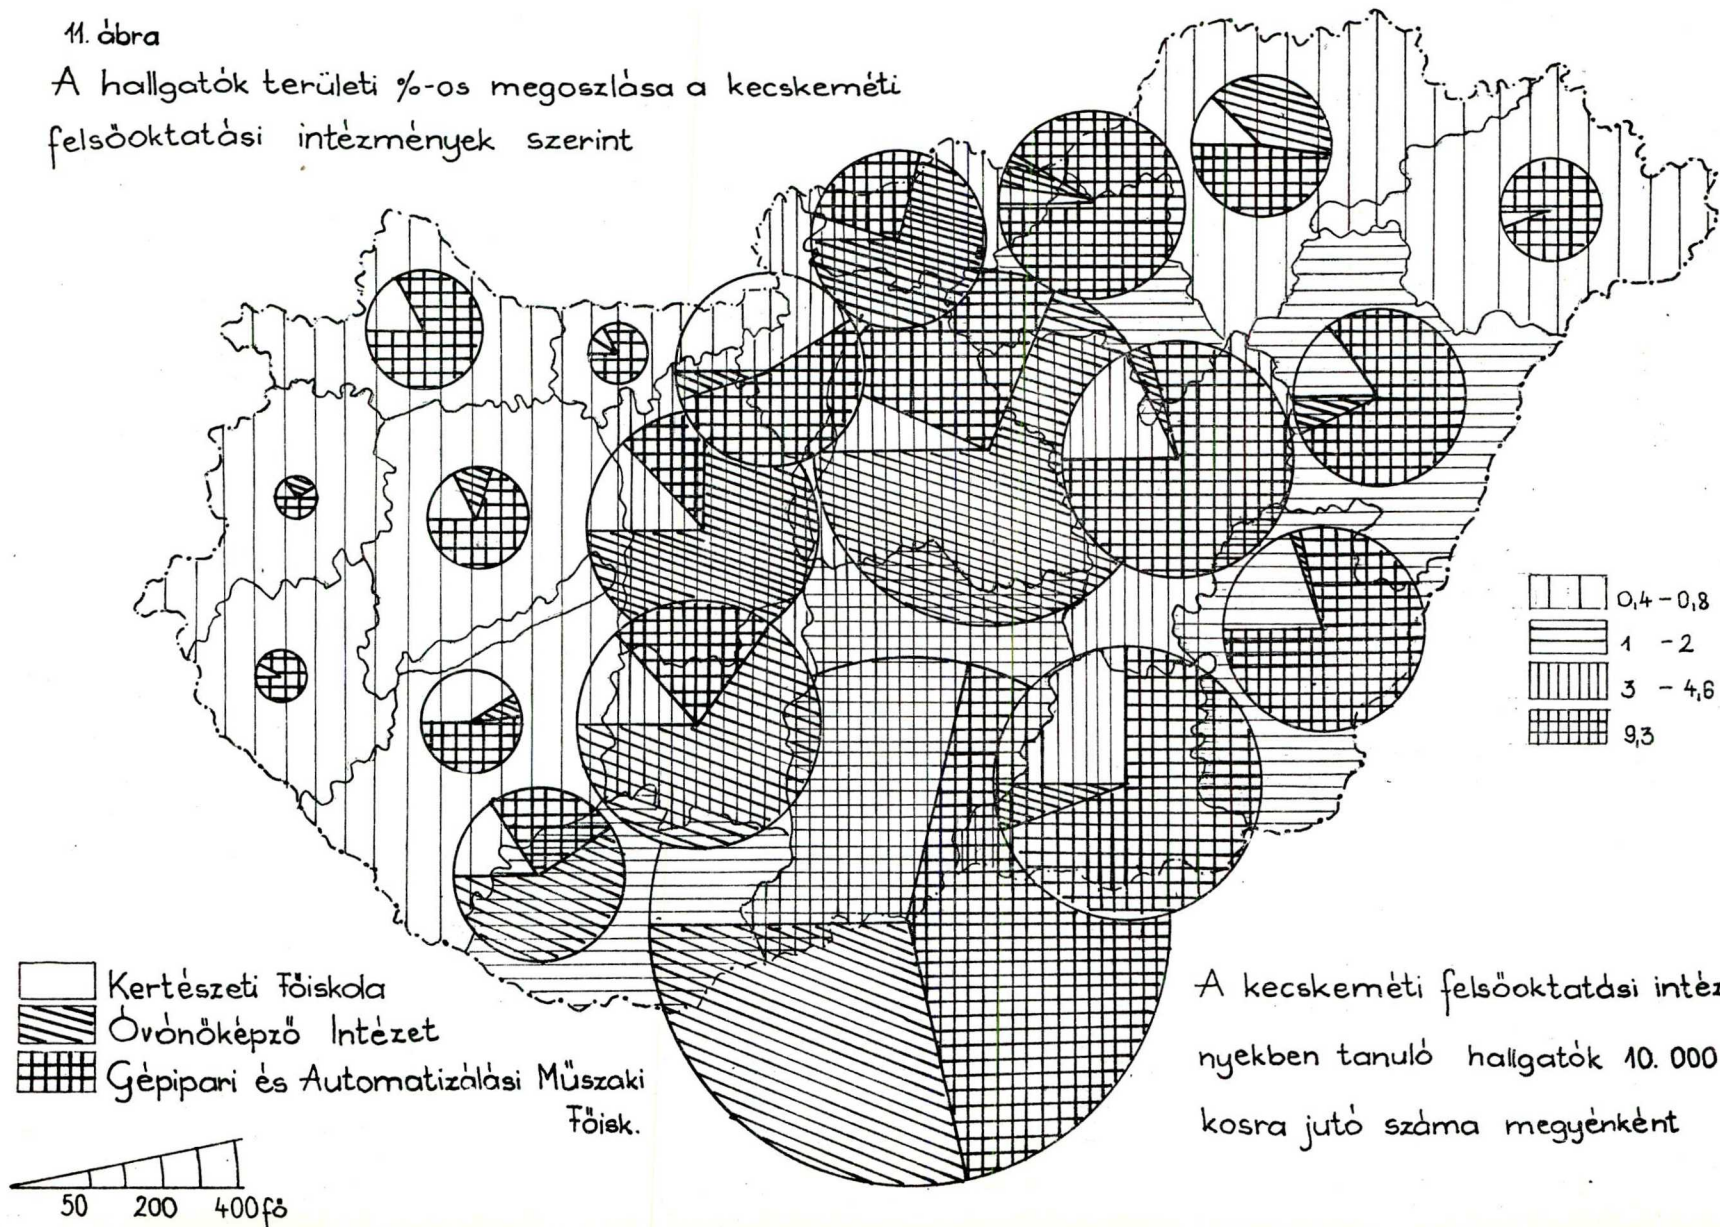 11. ábra
A hallgatók területi %-os megoszlása a kecskeméti
felsőoktatási intézmények szerint
0,4 - 0,8
1 - 2
3 - 4,6
9,3
Kertészeti Főiskola
Óvónőképző Intézet
Gépipari és Automatizálási Műszaki
Főisk.
50 200 400 fő
A kecskeméti felsőoktatási intéz
nyekben tanuló hallgatók 10.000
kosra jutó száma megyénként